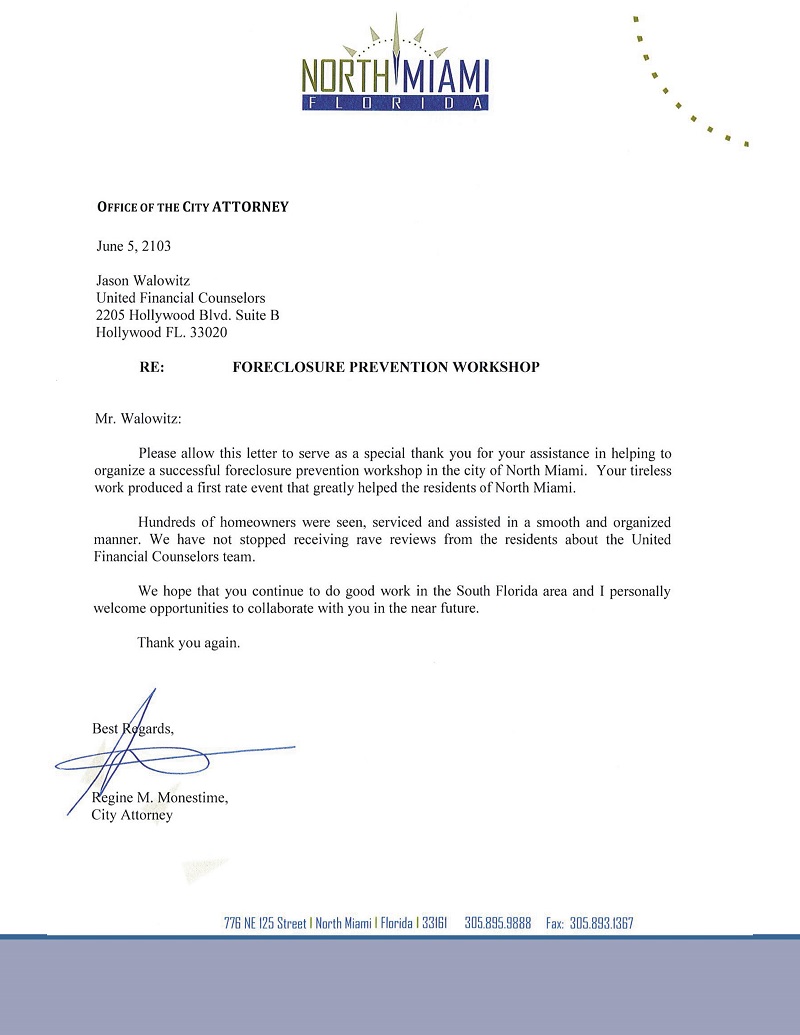 NORTH MIAMI
FLORIDA
OFFICE OF THE CITY ATTORNEY
June 5, 2103
Jason Walowitz
United Financial Counselors
2205 Hollywood Blvd. Suite B
Hollywood FL. 33020
RE: FORECLOSURE PREVENTION WORKSHOP
Mr. Walowitz:
Please allow this letter to serve as a special thank you for your assistance in helping to
organize a successful foreclosure prevention workshop in the city of North Miami. Your tireless
work produced a first rate event that greatly helped the residents of North Miami.
Hundreds of homeowners were seen, serviced and assisted in a smooth and organized
manner. We have not stopped receiving rave reviews from the residents about the United
Financial Counselors team.
We hope that you continue to do good work in the South Florida area and I personally
welcome opportunities to collaborate with you in the near future.
Thank you again.
Best Regards,
Regine M. Monestime,
City Attorney
776 NE 125 Street | North Miami | Florida | 33161 305.895.9888 Fax: 305.893.1367